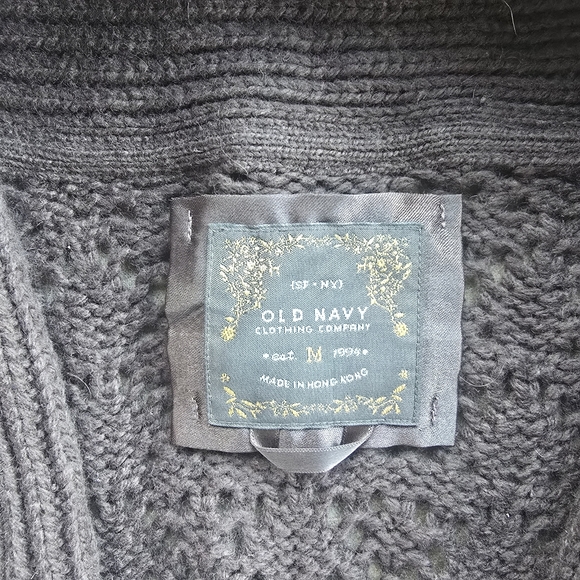 {SF • NY}
OLD NAVY
CLOTHING COMPANY
• est. M 1994 •
MADE IN HONG KONG